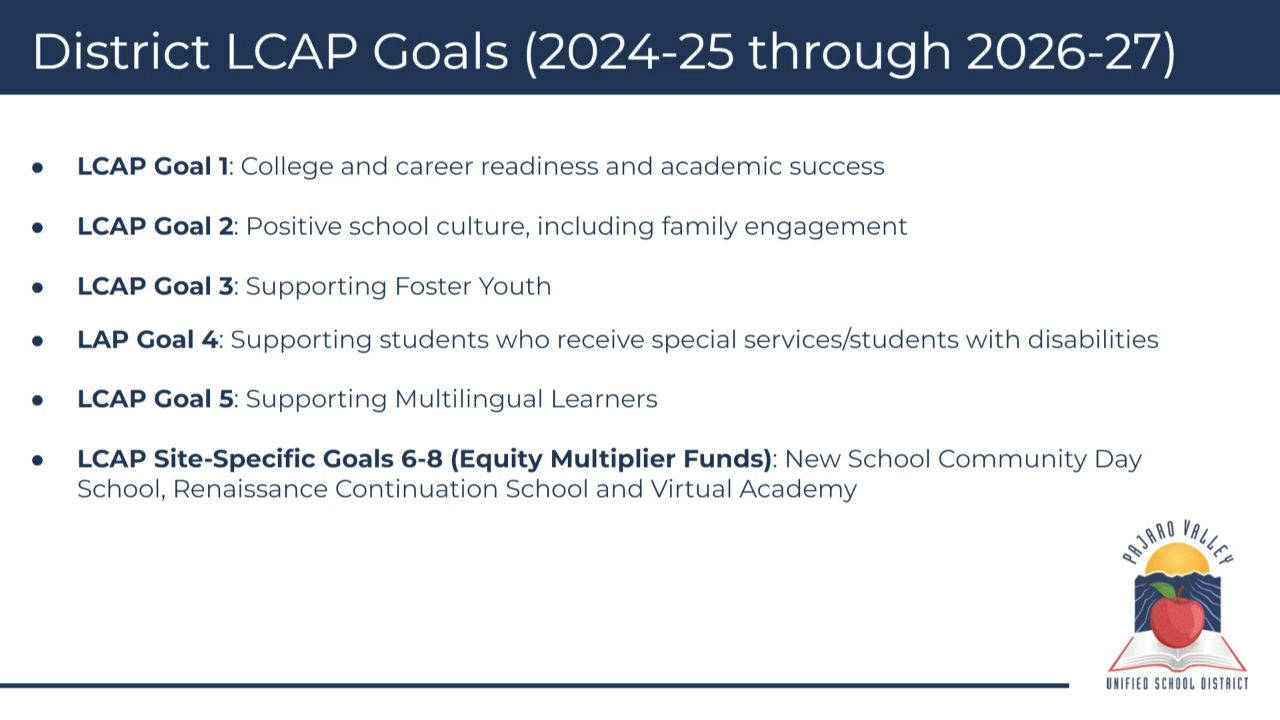 District LCAP Goals (2024-25 through 2026-27)
● LCAP Goal 1: College and career readiness and academic success
● LCAP Goal 2: Positive school culture, including family engagement
● LCAP Goal 3: Supporting Foster Youth
● LAP Goal 4: Supporting students who receive special services/students with disabilities
● LCAP Goal 5: Supporting Multilingual Learners
● LCAP Site-Specific Goals 6-8 (Equity Multiplier Funds): New School Community Day
School, Renaissance Continuation School and Virtual Academy
PAJARO VALLEY
UNIFIED SCHOOL DISTRICT